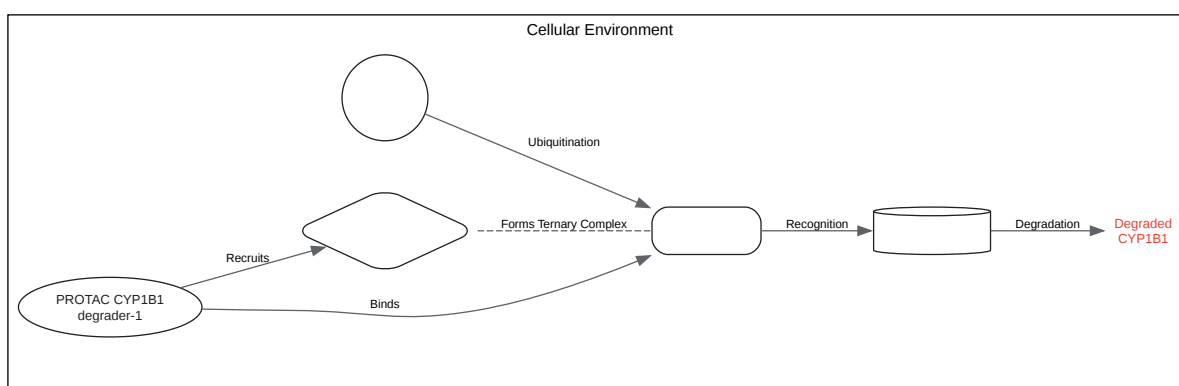 Cellular Environment
Ubiquitination
Forms Ternary Complex
Recognition
Degradation
Degraded
CYP1B1
Recruits
PROTAC CYP1B1
degrader-1
Binds